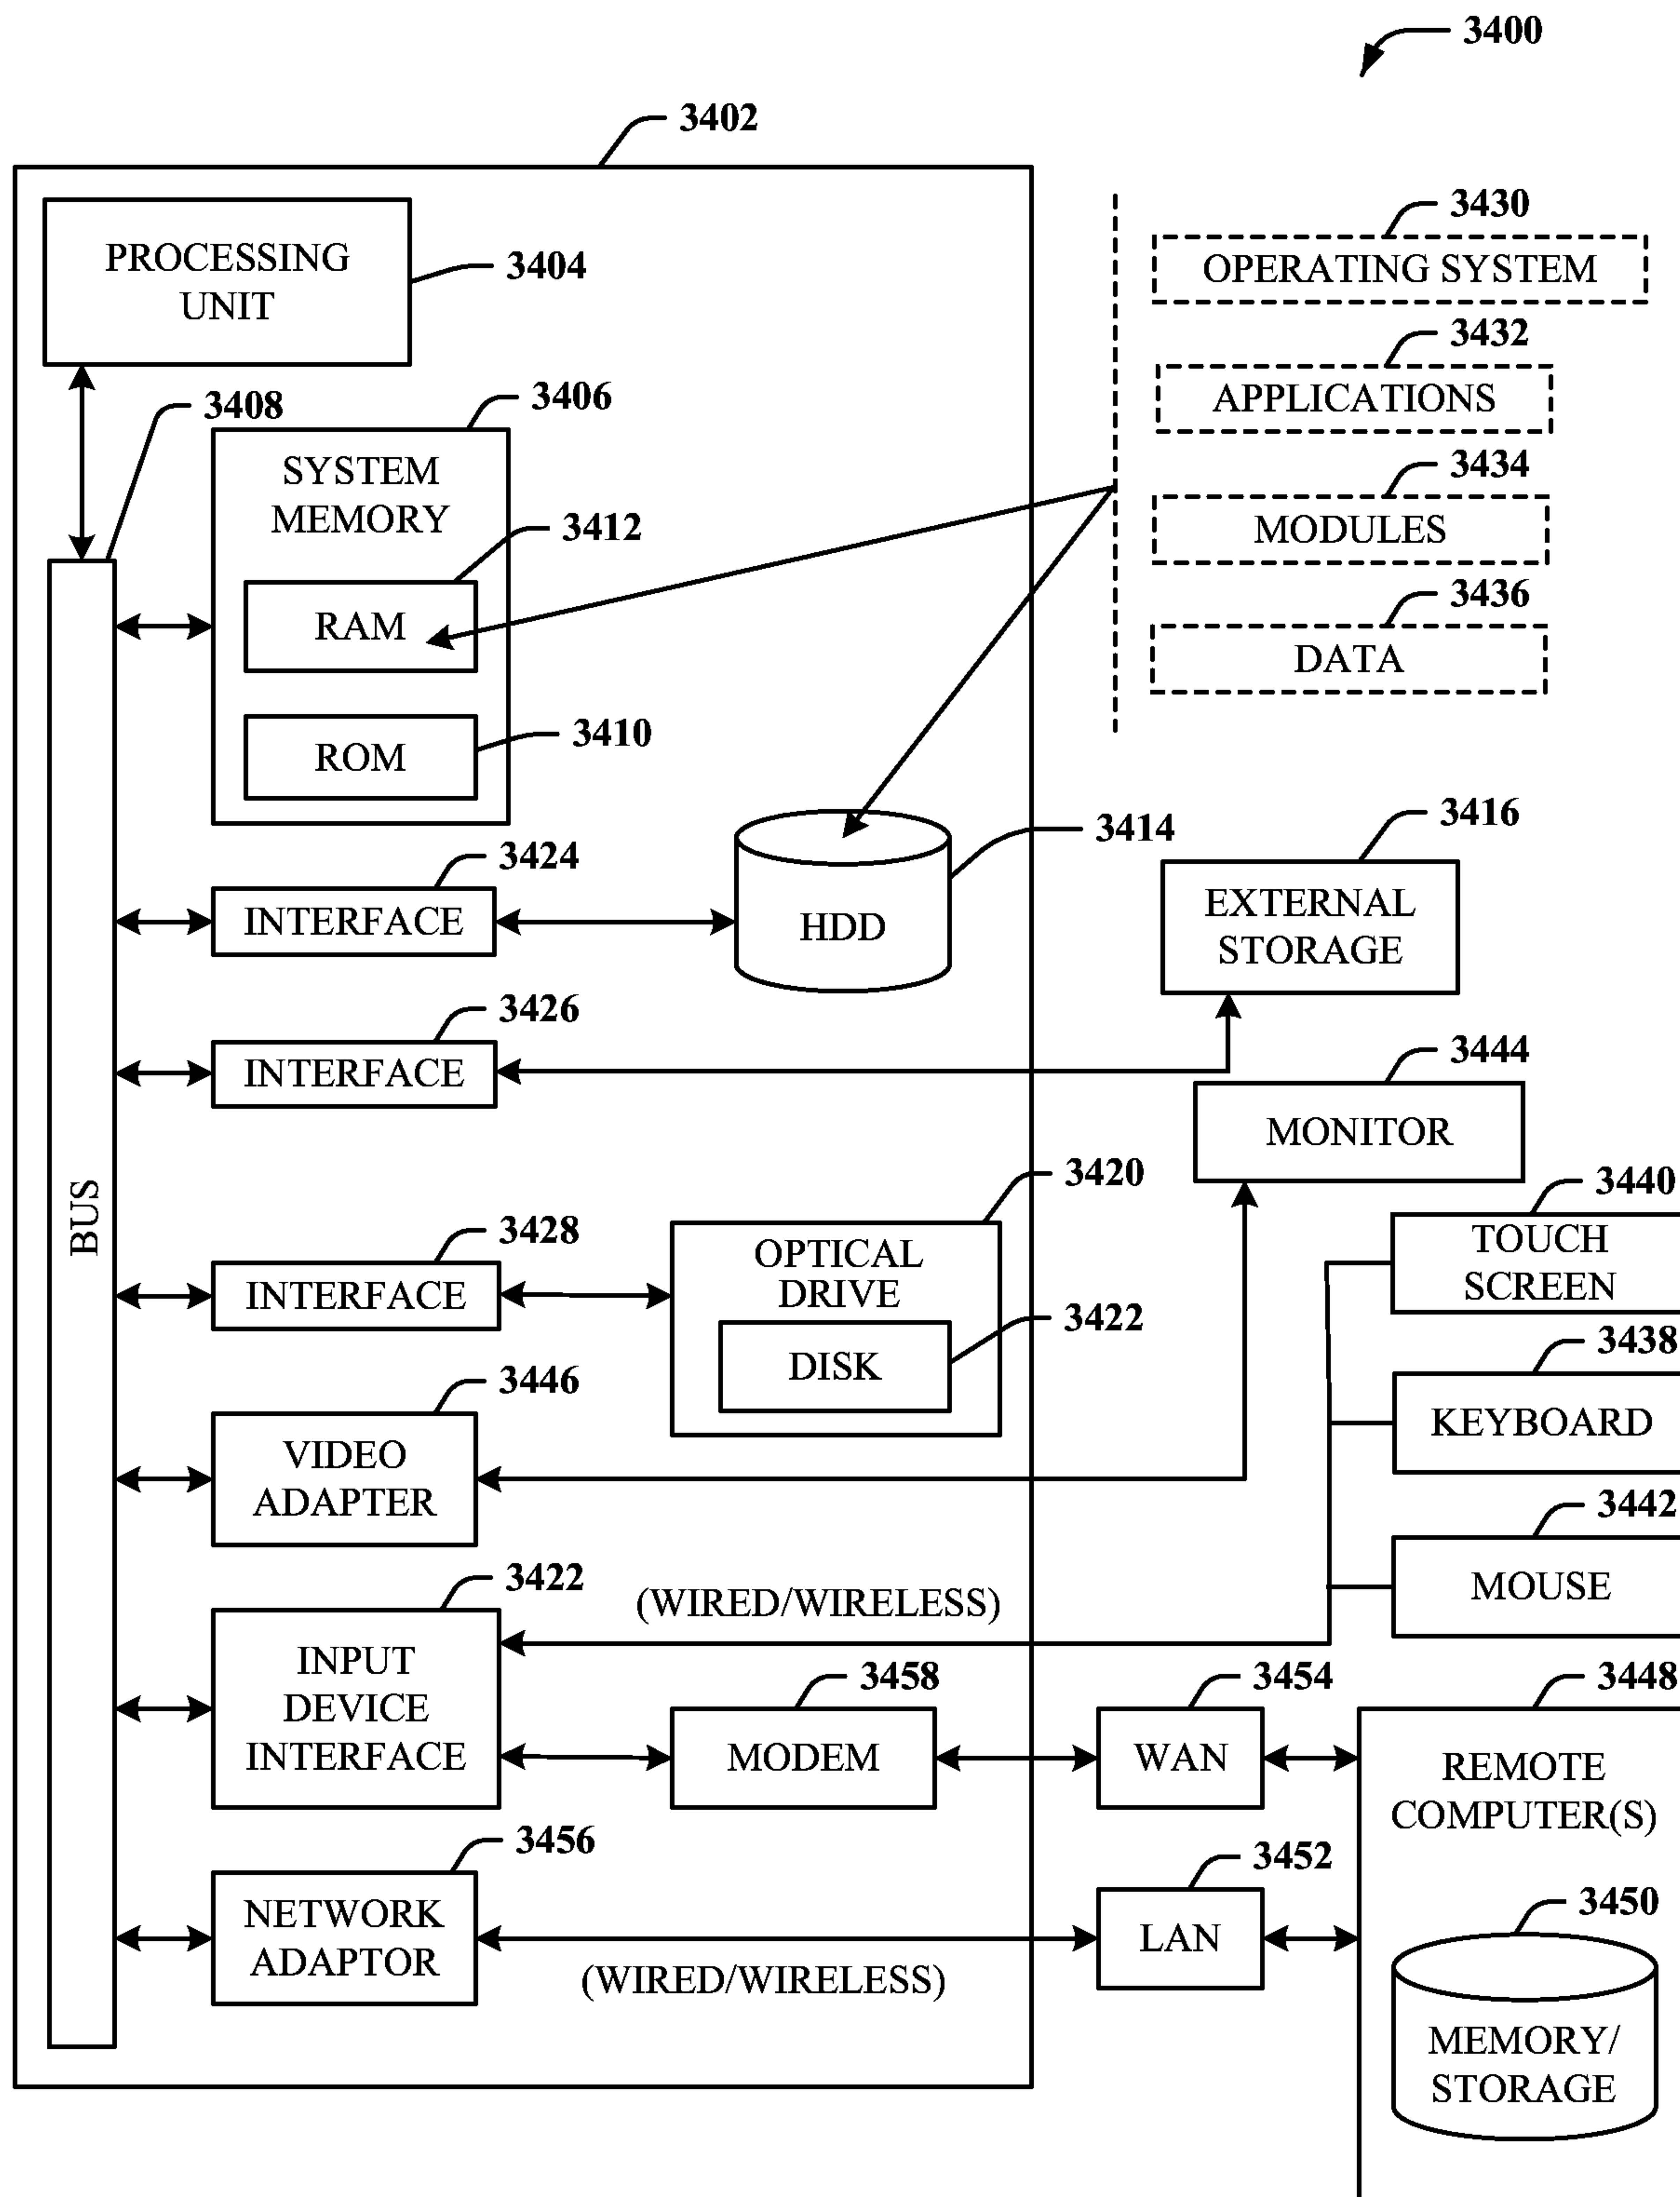 3400
3402
PROCESSING
UNIT
3404
3430
OPERATING SYSTEM
3432
APPLICATIONS
3434
MODULES
3436
DATA
3408
3406
SYSTEM
MEMORY
3412
RAM
3410
ROM
3424
INTERFACE
3414
HDD
3416
EXTERNAL
STORAGE
3426
INTERFACE
3444
MONITOR
BUS
3428
INTERFACE
3420
OPTICAL
DRIVE
3422
DISK
3440
TOUCH
SCREEN
3438
KEYBOARD
3442
MOUSE
3446
VIDEO
ADAPTER
3422
INPUT
DEVICE
INTERFACE
(WIRED/WIRELESS)
3458
MODEM
3454
WAN
3448
REMOTE
COMPUTER(S)
3456
NETWORK
ADAPTOR
(WIRED/WIRELESS)
3452
LAN
3450
MEMORY/
STORAGE